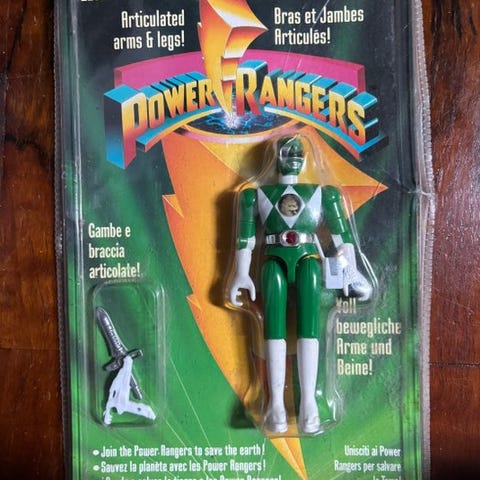 Articulated
arms & legs!
Bras et Jambes
Articulés!
POWER RANGERS
Gambe e
braccia
articolate!
Voll
bewegliche
Arme und
Beine!
• Join the Power Rangers to save the earth!
• Sauvez la planète avec les Power Rangers!
Unisciti ai Power
Rangers per salvare